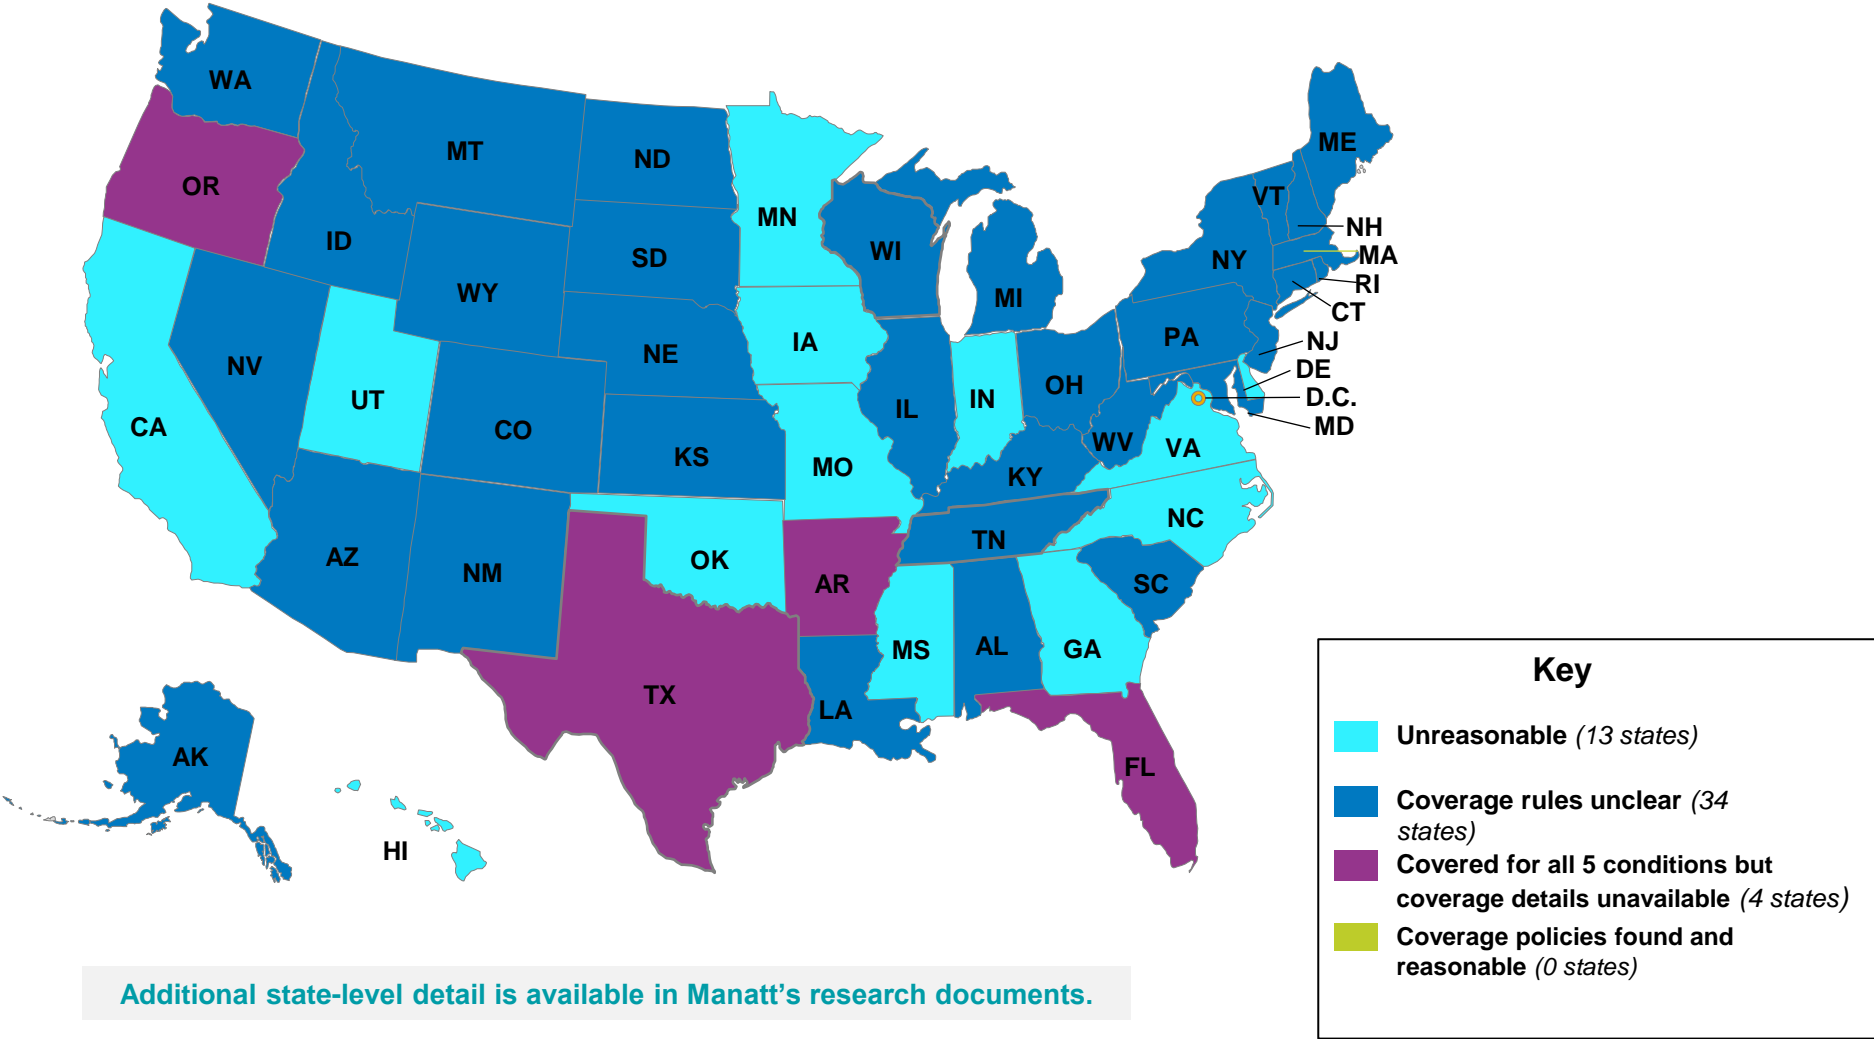 WA
MT
ND
OR
ID
WY
SD
MN
WI
MI
ME
VT
NH
NY
MA
RI
CT
PA
NJ
DE
D.C.
MD
NV
UT
CA
CO
NE
IA
IL
IN
OH
KS
MO
KY
WV
VA
NC
TN
AZ
NM
OK
AR
SC
MS
AL
GA
TX
LA
FL
AK
HI
Key
Unreasonable (13 states)
Coverage rules unclear (34
states)
Covered for all 5 conditions but
coverage details unavailable (4 states)
Coverage policies found and
reasonable (0 states)
Additional state-level detail is available in Manatt’s research documents.